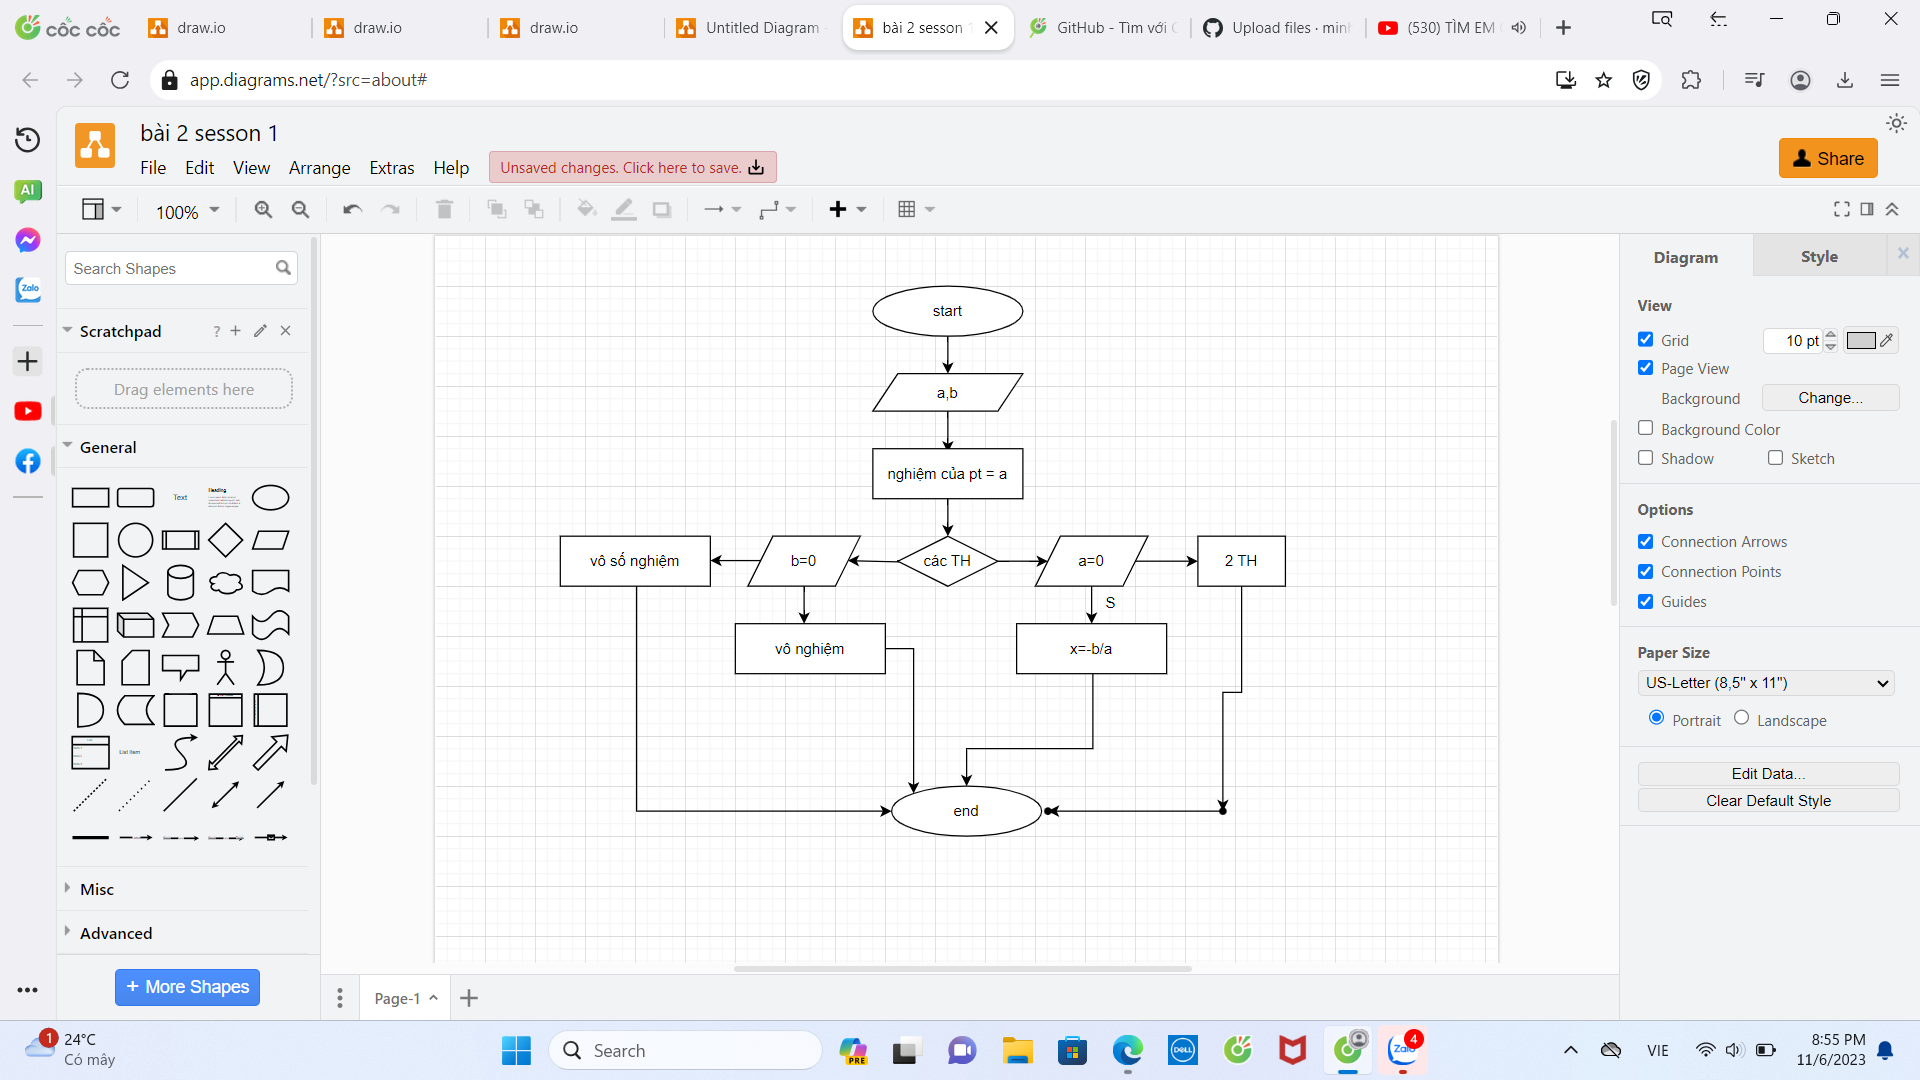 cốc cốc
draw.io
draw.io
draw.io
Untitled Diagram
bài 2 sesson 1
GitHub - Tìm với C
Upload files · minh
(530) TÌM EM
app.diagrams.net/?src=about#
bài 2 sesson 1
File Edit View Arrange Extras Help
Unsaved changes. Click here to save.
Share
100%
AI
Zalo
Search Shapes
Scratchpad
?
Drag elements here
General
Text
Heading
List Item
Misc
Advanced
+ More Shapes
start
a,b
nghiệm của pt = a
vô số nghiệm
b=0
các TH
a=0
2 TH
S
vô nghiệm
x=-b/a
end
Page-1
Diagram
Style
View
Grid
10 pt
Page View
Background
Change...
Background Color
Shadow
Sketch
Options
Connection Arrows
Connection Points
Guides
Paper Size
US-Letter (8,5" x 11")
Portrait
Landscape
Edit Data...
Clear Default Style
1
24°C
Có mây
Search
PRE
DELL
Zalo
4
VIE
8:55 PM
11/6/2023